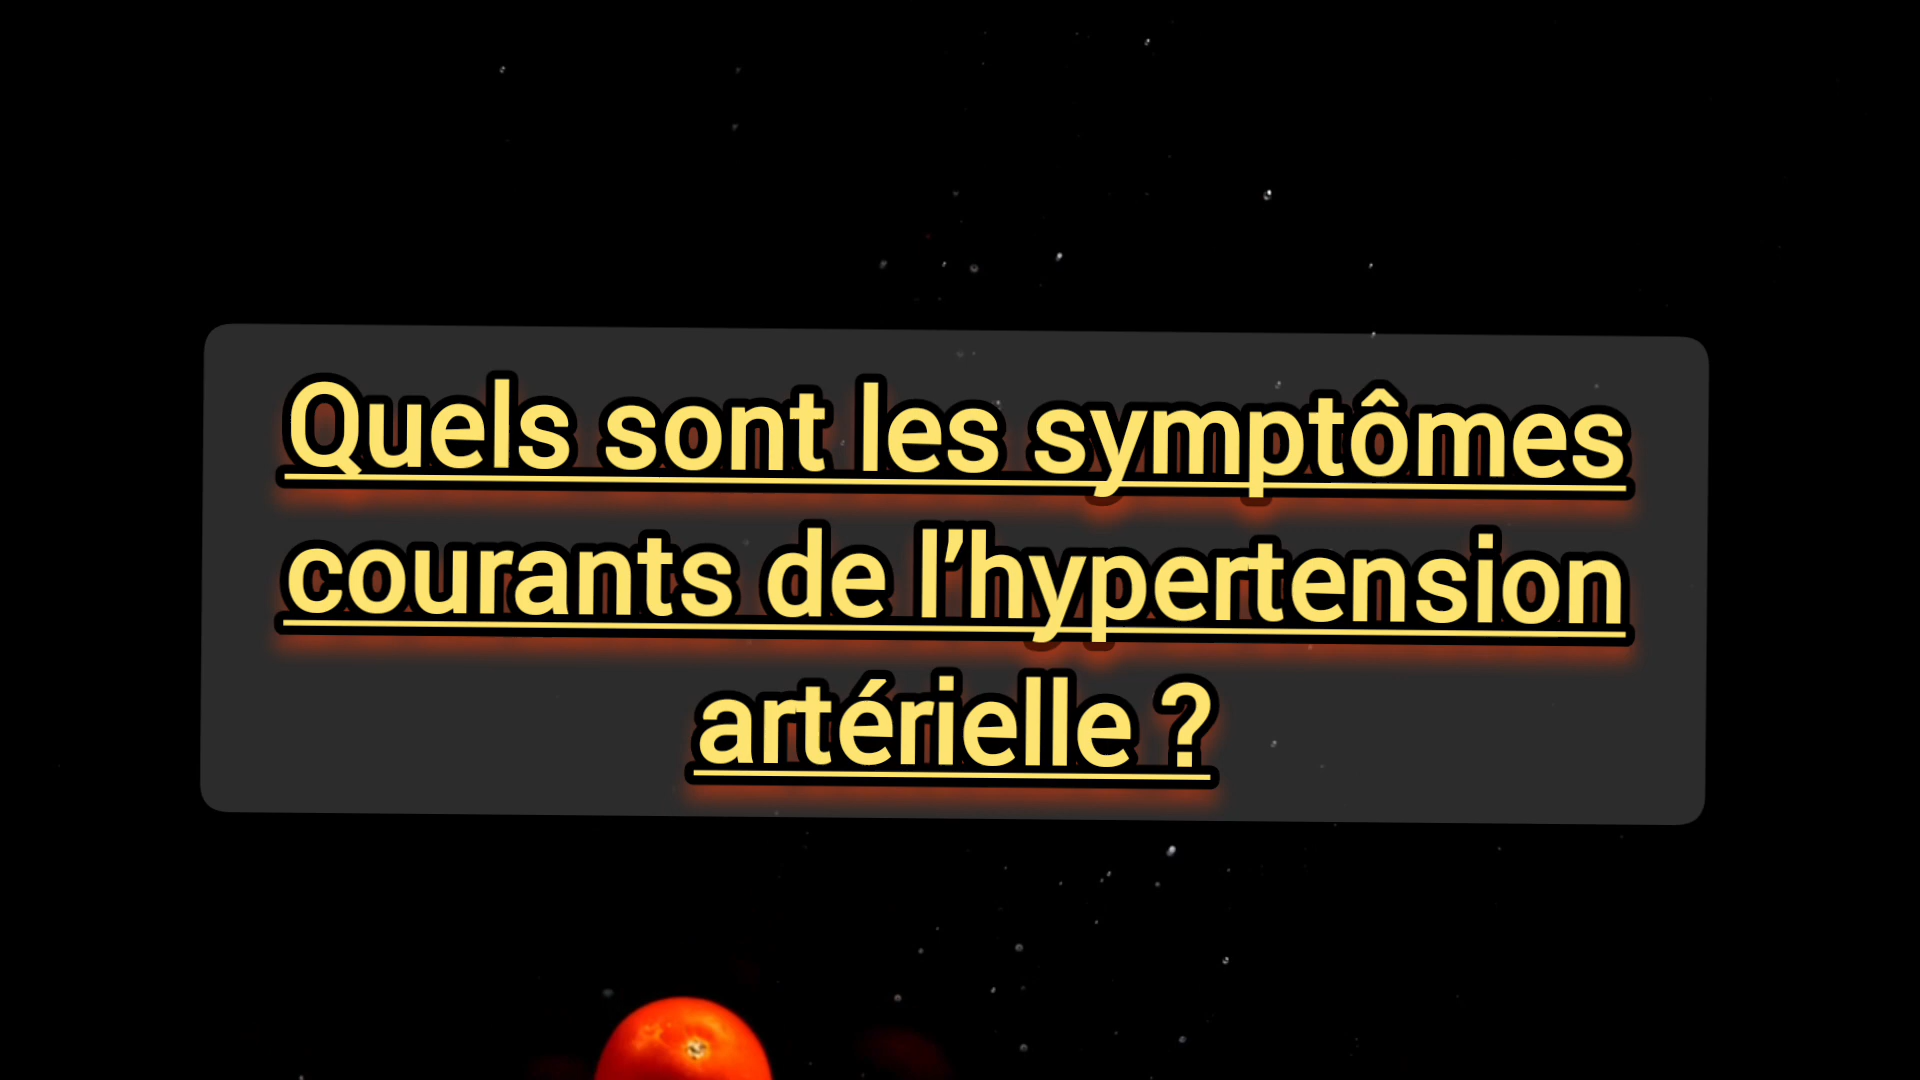 Quels sont les symptômes
courants de l’hypertension
artérielle ?